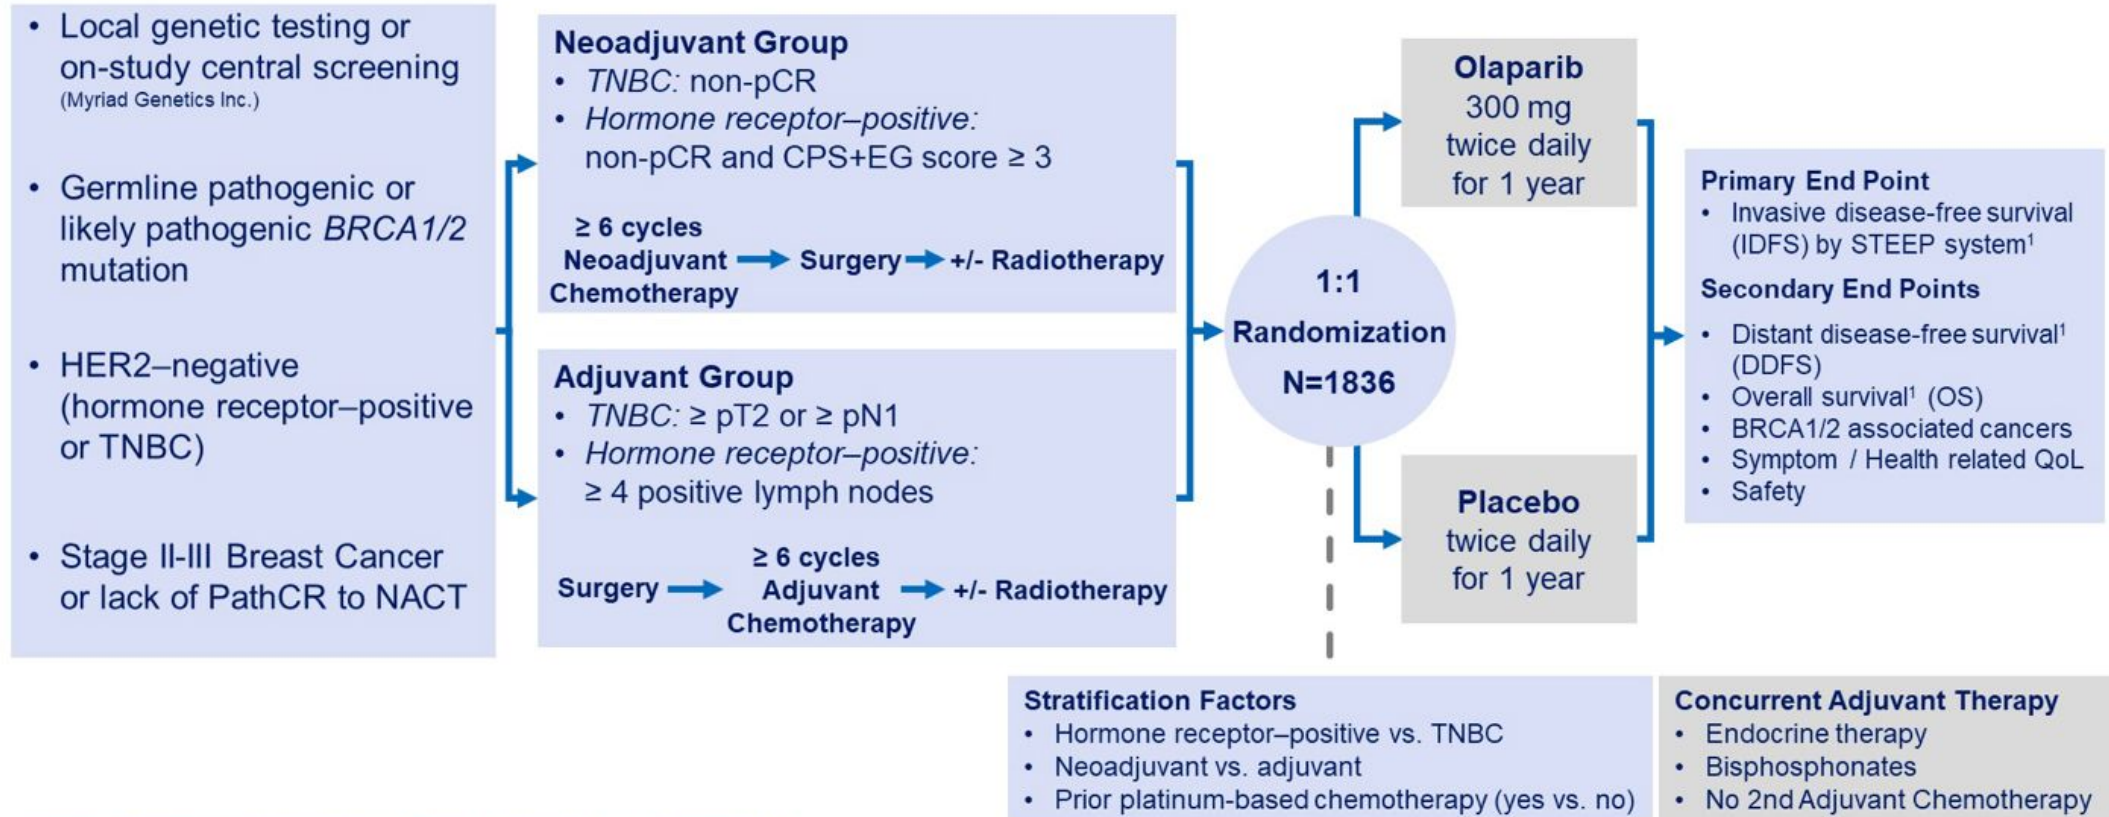 • Local genetic testing or
on-study central screening
(Myriad Genetics Inc.)
• Germline pathogenic or
likely pathogenic BRCA1/2
mutation
• HER2–negative
(hormone receptor–positive
or TNBC)
• Stage II-III Breast Cancer
or lack of PathCR to NACT
Neoadjuvant Group
• TNBC: non-pCR
• Hormone receptor–positive:
non-pCR and CPS+EG score ≥ 3
≥ 6 cycles
Neoadjuvant Surgery +/- Radiotherapy
Chemotherapy
Adjuvant Group
• TNBC: ≥ pT2 or ≥ pN1
• Hormone receptor–positive:
≥ 4 positive lymph nodes
≥ 6 cycles
Surgery Adjuvant +/- Radiotherapy
Chemotherapy
1:1
Randomization
N=1836
Olaparib
300 mg
twice daily
for 1 year
Placebo
twice daily
for 1 year
Primary End Point
• Invasive disease-free survival
(IDFS) by STEEP system¹
Secondary End Points
• Distant disease-free survival¹
(DDFS)
• Overall survival¹ (OS)
• BRCA1/2 associated cancers
• Symptom / Health related QoL
• Safety
Stratification Factors
• Hormone receptor–positive vs. TNBC
• Neoadjuvant vs. adjuvant
• Prior platinum-based chemotherapy (yes vs. no)
Concurrent Adjuvant Therapy
• Endocrine therapy
• Bisphosphonates
• No 2nd Adjuvant Chemotherapy